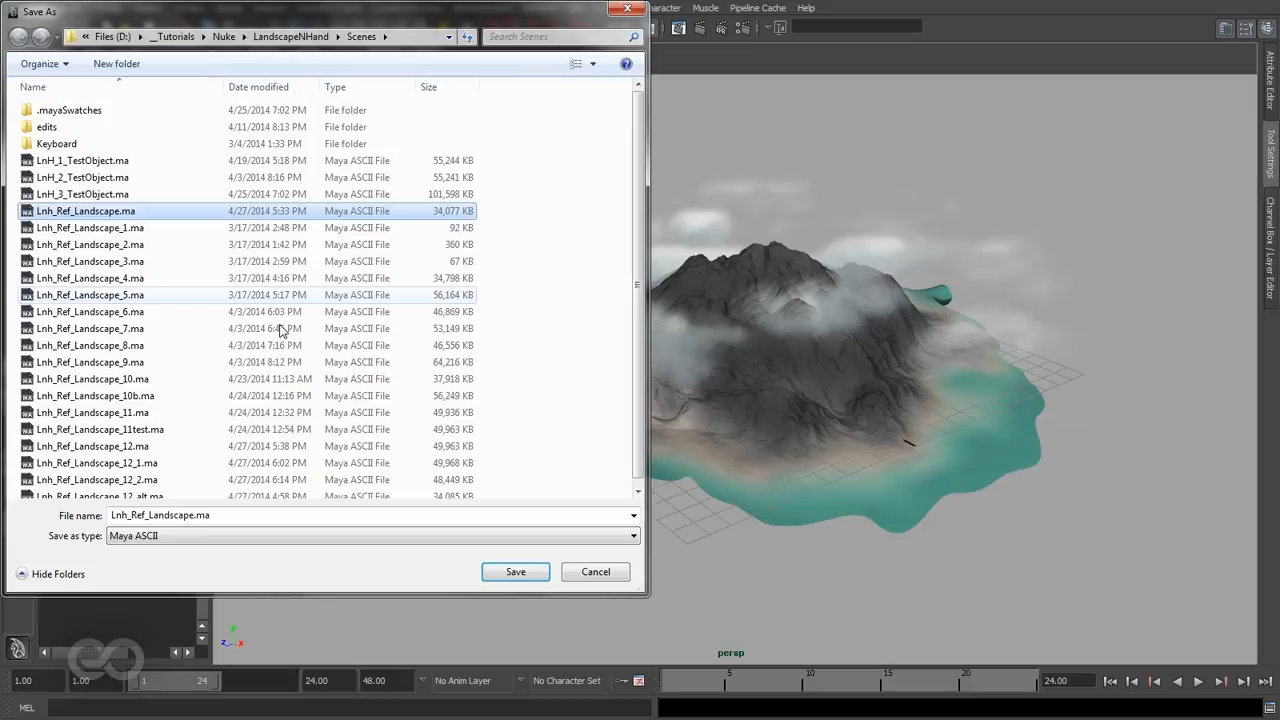 Save As
Muscle Pipeline Cache Help
Files (D:) __Tutorials Nuke LandscapeNHand Scenes Search Scenes
Organize New folder
Name Date modified Type Size
.mayaSwatches 4/25/2014 7:02 PM File folder
edits 4/11/2014 8:13 PM File folder
Keyboard 3/4/2014 1:33 PM File folder
LnH_1_TestObject.ma 4/19/2014 5:18 PM Maya ASCII File 55,244 KB
LnH_2_TestObject.ma 4/3/2014 8:16 PM Maya ASCII File 55,241 KB
LnH_3_TestObject.ma 4/25/2014 7:02 PM Maya ASCII File 101,598 KB
Lnh_Ref_Landscape.ma 4/27/2014 5:33 PM Maya ASCII File 34,077 KB
Lnh_Ref_Landscape_1.ma 3/17/2014 2:48 PM Maya ASCII File 92 KB
Lnh_Ref_Landscape_2.ma 3/17/2014 1:42 PM Maya ASCII File 360 KB
Lnh_Ref_Landscape_3.ma 3/17/2014 2:59 PM Maya ASCII File 67 KB
Lnh_Ref_Landscape_4.ma 3/17/2014 4:16 PM Maya ASCII File 34,798 KB
Lnh_Ref_Landscape_5.ma 3/17/2014 5:17 PM Maya ASCII File 56,164 KB
Lnh_Ref_Landscape_6.ma 4/3/2014 6:03 PM Maya ASCII File 46,869 KB
Lnh_Ref_Landscape_7.ma 4/3/2014 PM Maya ASCII File 53,149 KB
Lnh_Ref_Landscape_8.ma 4/3/2014 7:16 PM Maya ASCII File 46,556 KB
Lnh_Ref_Landscape_9.ma 4/3/2014 8:12 PM Maya ASCII File 64,216 KB
Lnh_Ref_Landscape_10.ma 4/23/2014 11:13 AM Maya ASCII File 37,918 KB
Lnh_Ref_Landscape_10b.ma 4/24/2014 12:16 PM Maya ASCII File 56,249 KB
Lnh_Ref_Landscape_11.ma 4/24/2014 12:32 PM Maya ASCII File 49,936 KB
Lnh_Ref_Landscape_11test.ma 4/24/2014 12:54 PM Maya ASCII File 49,963 KB
Lnh_Ref_Landscape_12.ma 4/27/2014 5:38 PM Maya ASCII File 49,963 KB
Lnh_Ref_Landscape_12_1.ma 4/27/2014 6:02 PM Maya ASCII File 49,968 KB
Lnh_Ref_Landscape_12_2.ma 4/27/2014 6:14 PM Maya ASCII File 48,449 KB
Lnh_Ref_Landscape_12_alt.ma 4/27/2014 4:58 PM Maya ASCII File 34,085 KB
File name: Lnh_Ref_Landscape.ma
Save as type: Maya ASCII
Hide Folders Save Cancel
Attribute Editor
Tool Settings
Channel Box / Layer Editor
y
z x
persp
1.00 1.00 1 24 24.00 48.00 No Anim Layer No Character Set 5 10 15 20 24.00
MEL